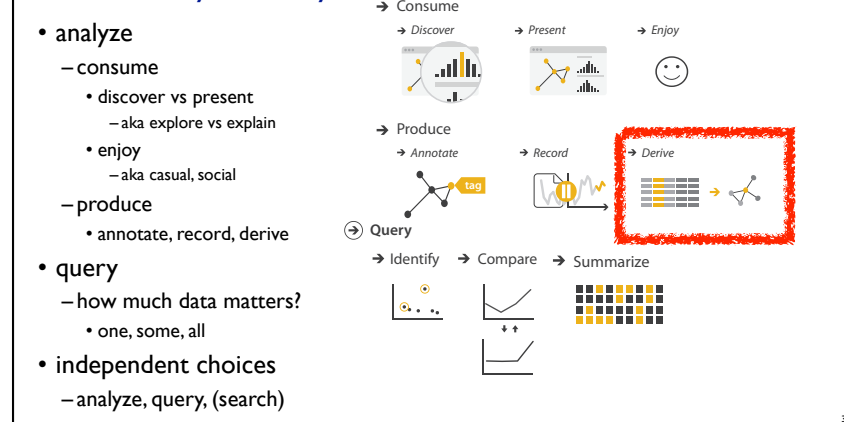 • analyze
– consume
• discover vs present
– aka explore vs explain
• enjoy
– aka casual, social
– produce
• annotate, record, derive
• query
– how much data matters?
• one, some, all
• independent choices
– analyze, query, (search)
→ Consume
→ Discover → Present → Enjoy
→ Produce
→ Annotate → Record → Derive
tag
→ Query
→ Identify → Compare → Summarize